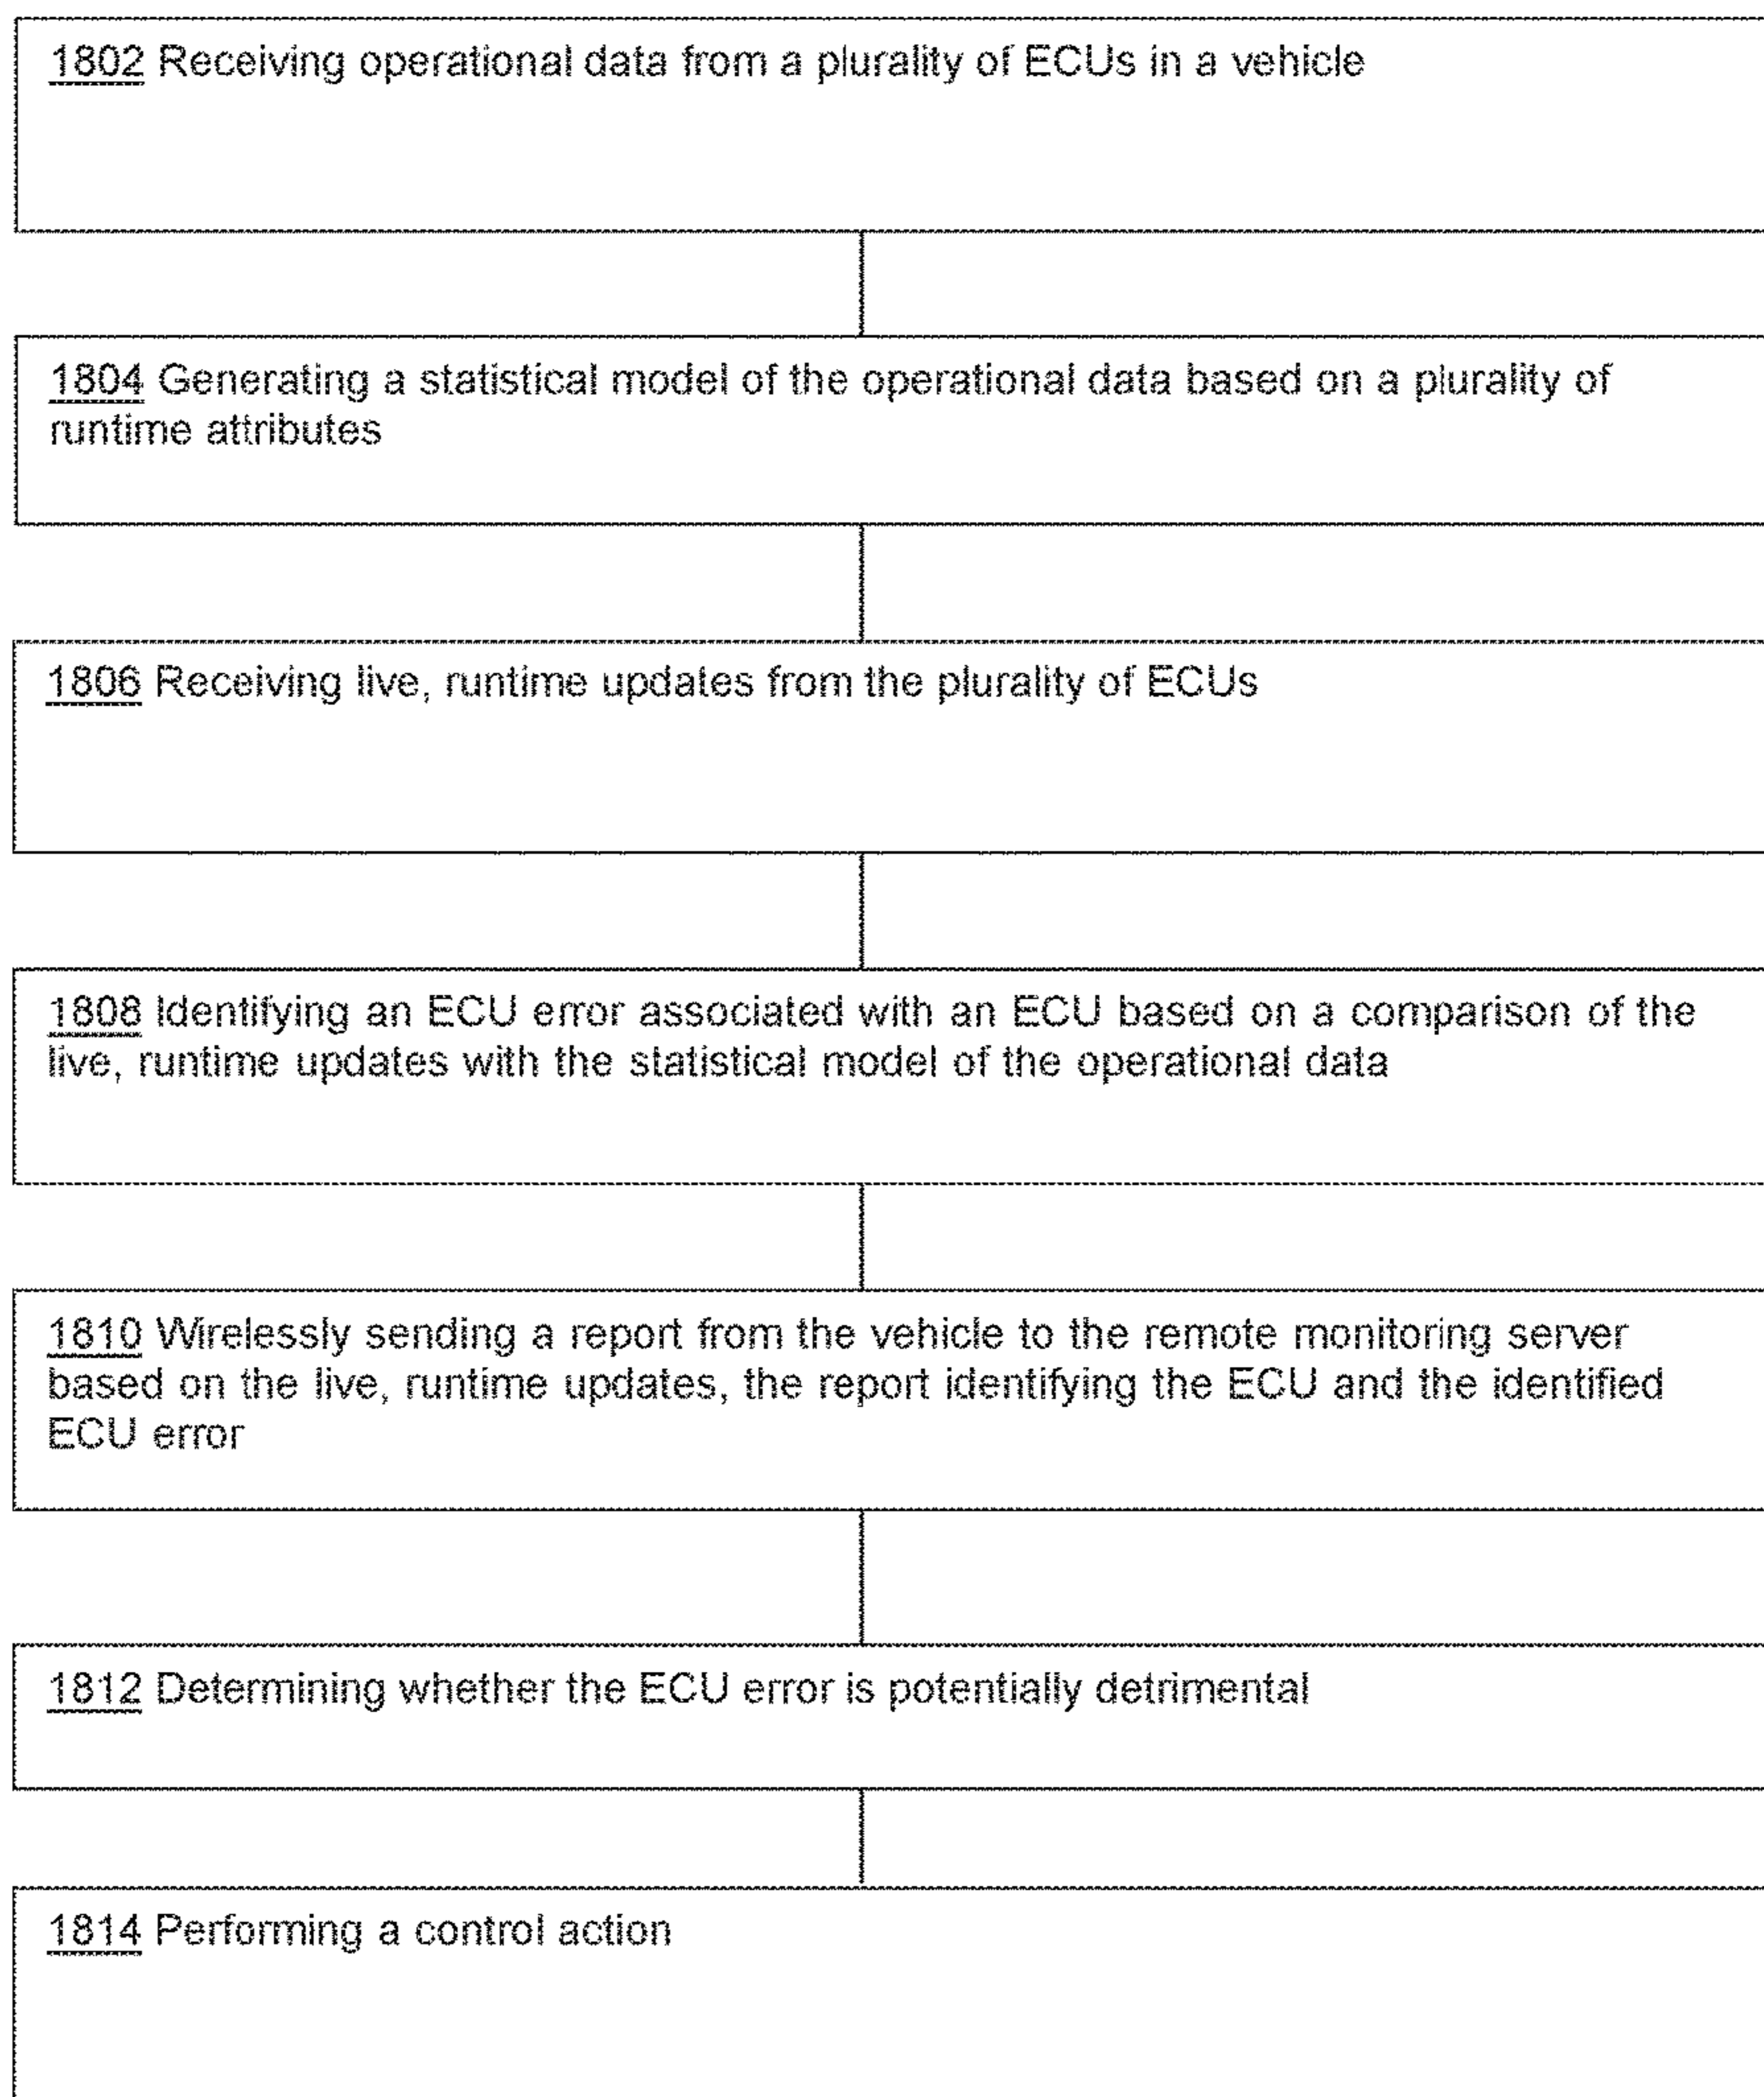 1802 Receiving operational data from a plurality of ECUs in a vehicle
1804 Generating a statistical model of the operational data based on a plurality of
runtime attributes
1806 Receiving live, runtime updates from the plurality of ECUs
1808 Identifying an ECU error associated with an ECU based on a comparison of the
live, runtime updates with the statistical model of the operational data
1810 Wirelessly sending a report from the vehicle to the remote monitoring server
based on the live, runtime updates, the report identifying the ECU and the identified
ECU error
1812 Determining whether the ECU error is potentially detrimental
1814 Performing a control action